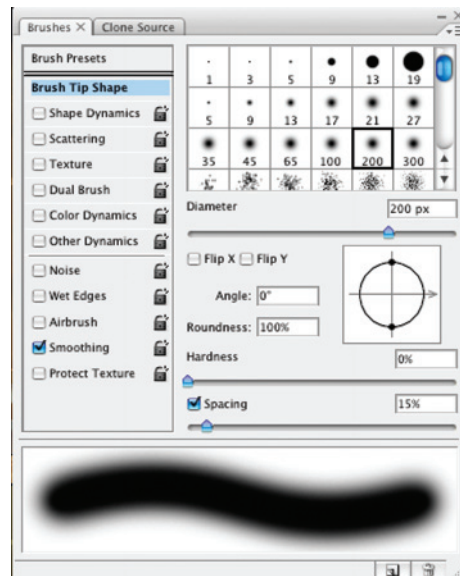 Brushes × Clone Source
Brush Presets
Brush Tip Shape
Shape Dynamics
Scattering
Texture
Dual Brush
Color Dynamics
Other Dynamics
Noise
Wet Edges
Airbrush
Smoothing
Protect Texture
1 3 5 9 13 19
5 9 13 17 21 27
35 45 65 100 200 300
Diameter 200 px
Flip X Flip Y
Angle: 0°
Roundness: 100%
Hardness 0%
Spacing 15%